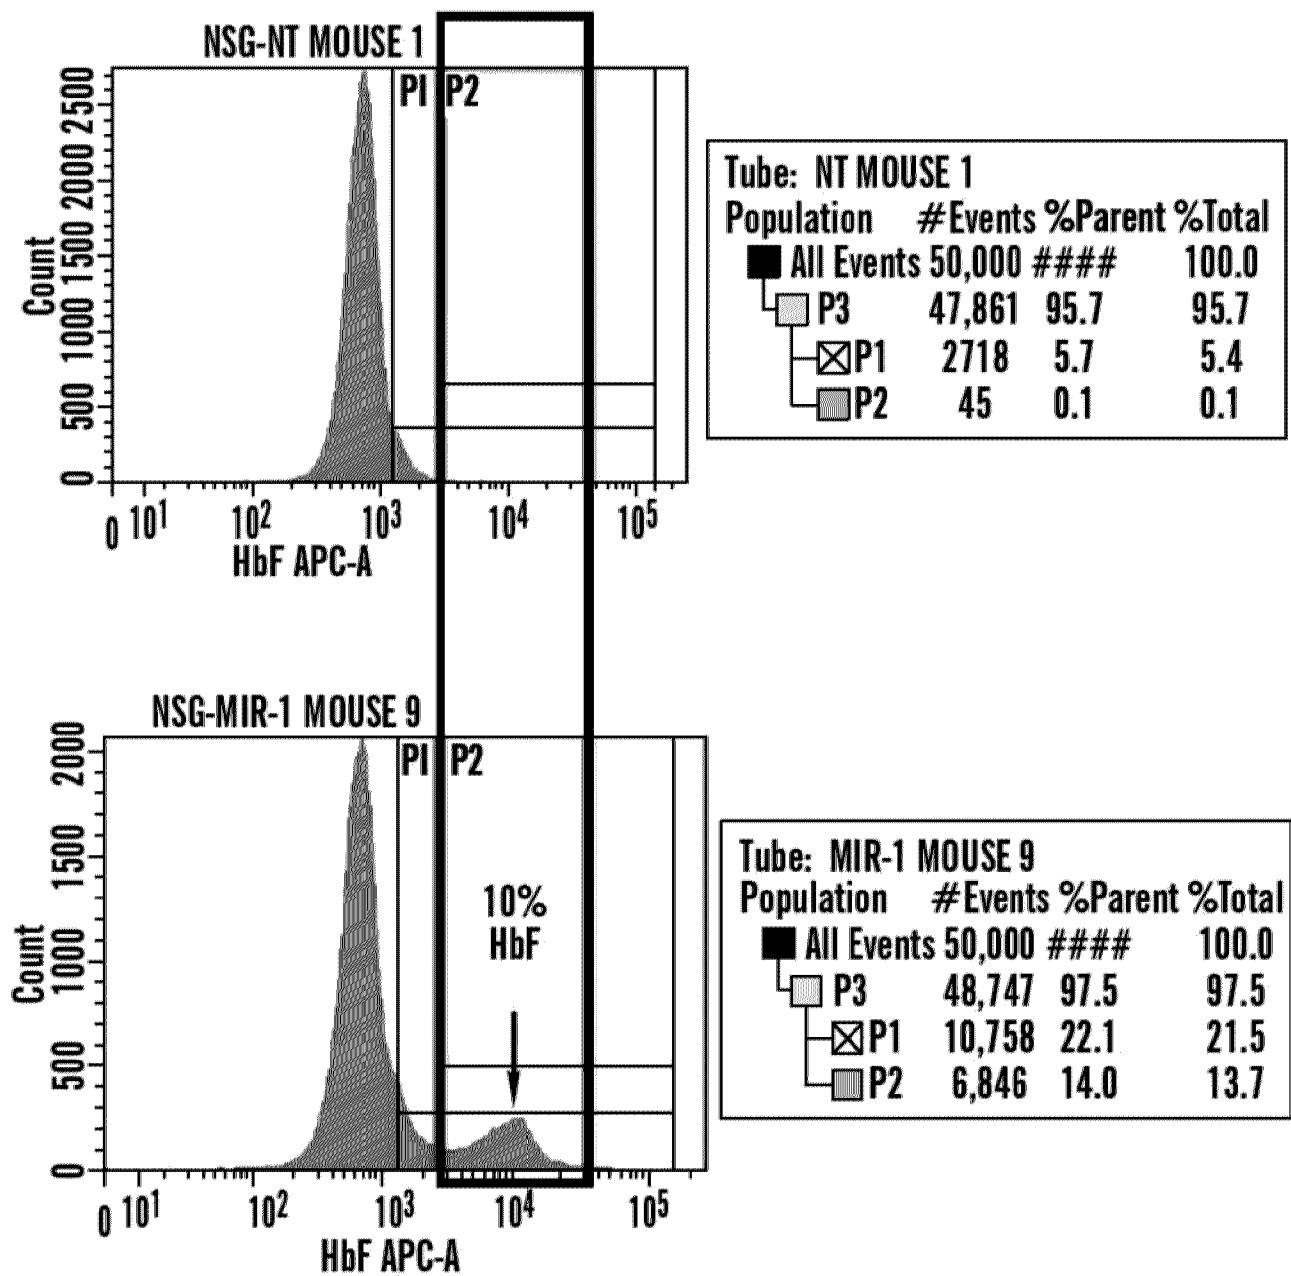 NSG-NT MOUSE 1
PI P2
Count
0 500 1000 1500 2000 2500
0 10¹ 10² 10³ 10⁴ 10⁵
HbF APC-A
Tube: NT MOUSE 1
Population #Events %Parent %Total
All Events 50,000 #### 100.0
P3 47,861 95.7 95.7
P1 2718 5.7 5.4
P2 45 0.1 0.1
NSG-MIR-1 MOUSE 9
PI P2
10%
HbF
Count
0 500 1000 1500 2000
0 10¹ 10² 10³ 10⁴ 10⁵
HbF APC-A
Tube: MIR-1 MOUSE 9
Population #Events %Parent %Total
All Events 50,000 #### 100.0
P3 48,747 97.5 97.5
P1 10,758 22.1 21.5
P2 6,846 14.0 13.7